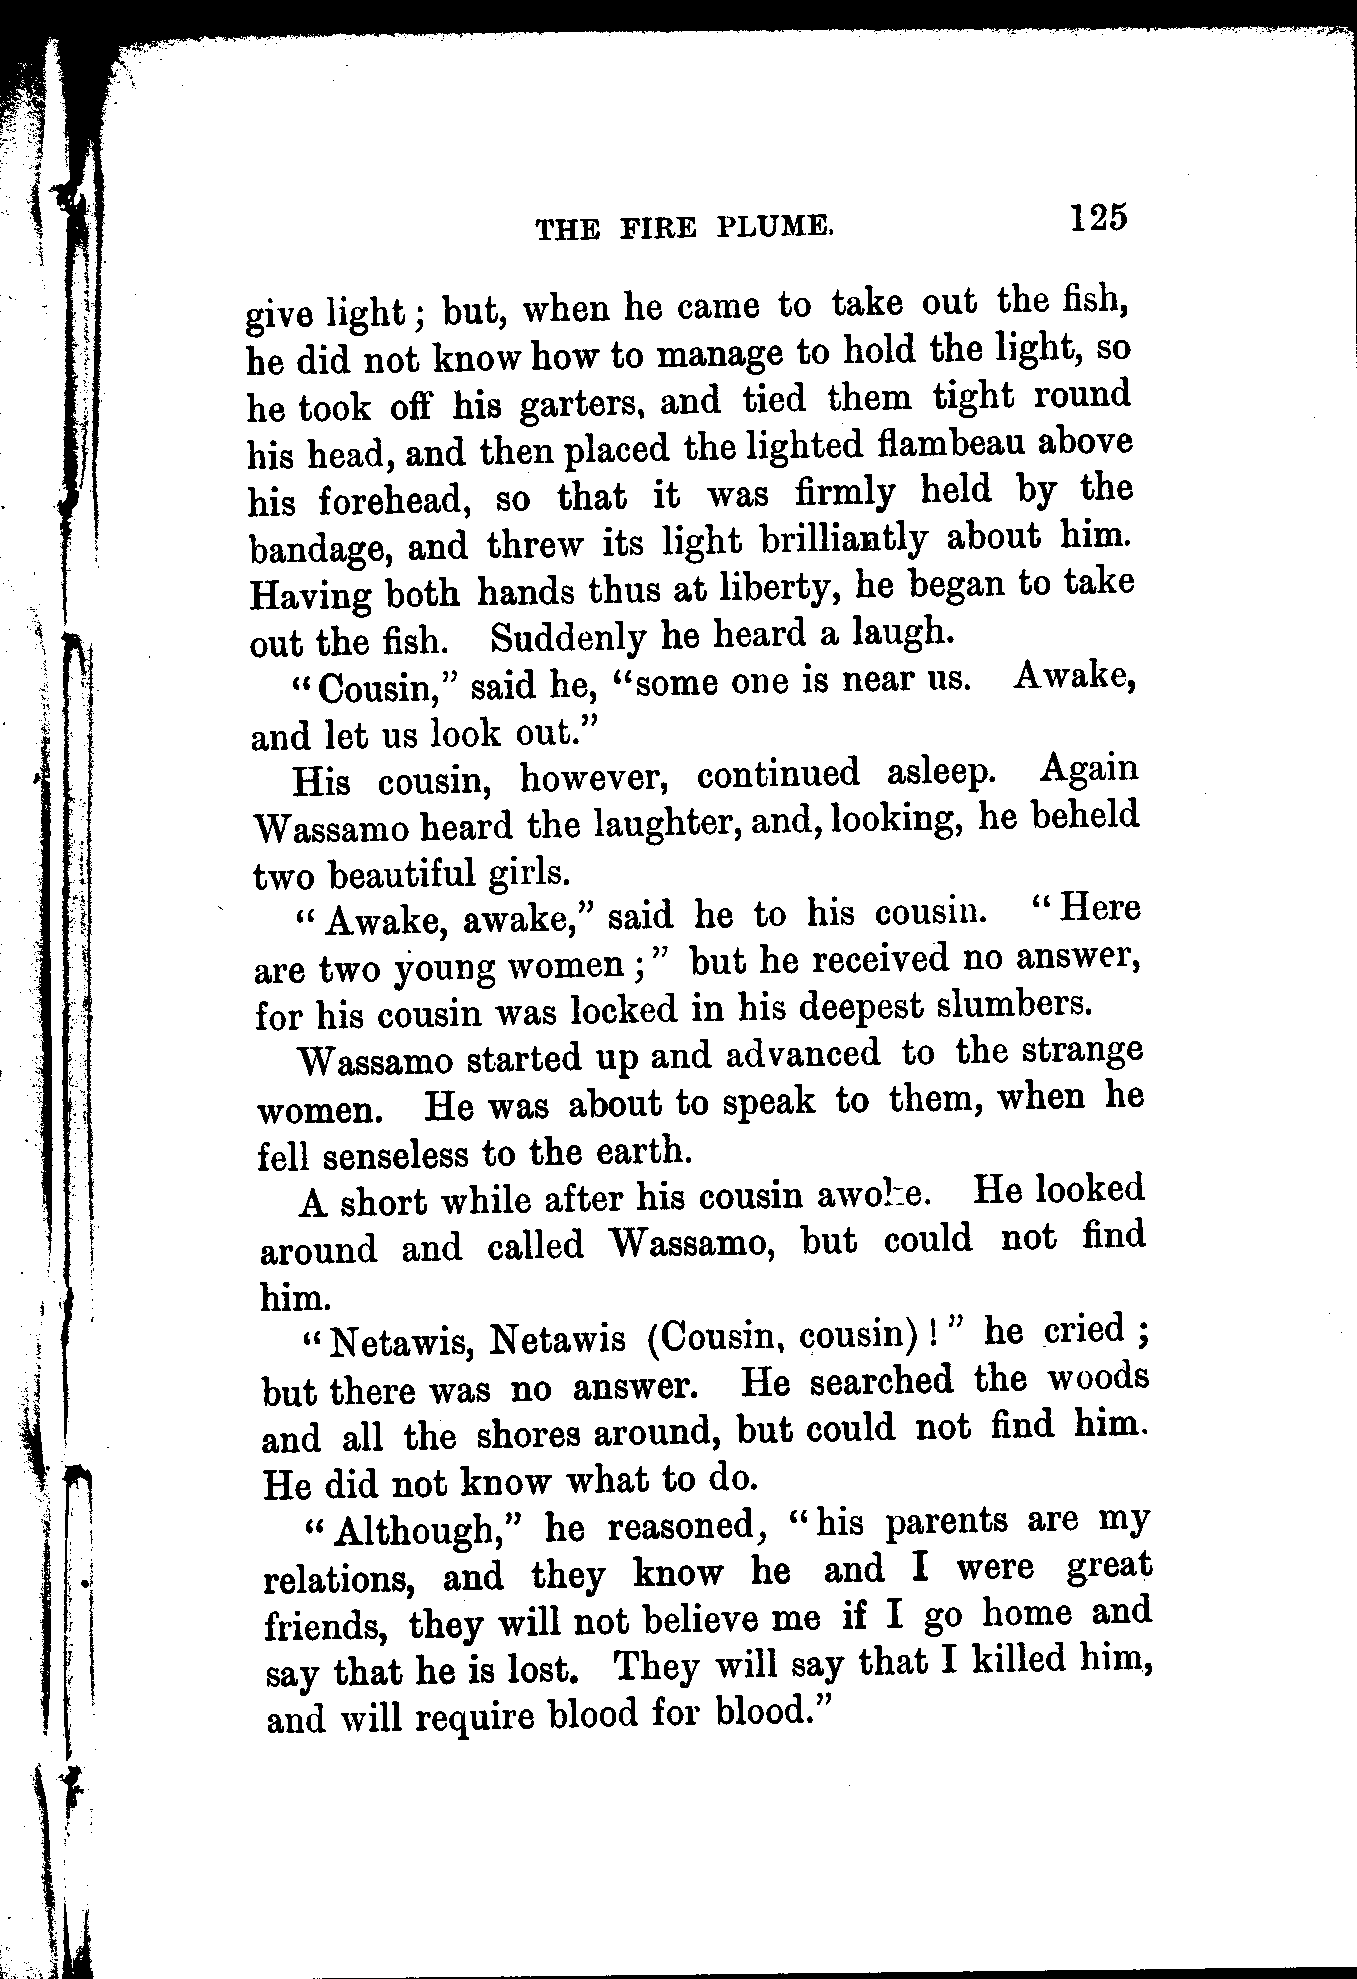 THE FIRE PLUME. 125
give light; but, when he came to take out the fish,
he did not know how to manage to hold the light, so
he took off his garters, and tied them tight round
his head, and then placed the lighted flambeau above
his forehead, so that it was firmly held by the
bandage, and threw its light brilliantly about him.
Having both hands thus at liberty, he began to take
out the fish. Suddenly he heard a laugh.
"Cousin," said he, "some one is near us. Awake,
and let us look out."
His cousin, however, continued asleep. Again
Wassamo heard the laughter, and, looking, he beheld
two beautiful girls.
"Awake, awake," said he to his cousin. "Here
are two young women;" but he received no answer,
for his cousin was locked in his deepest slumbers.
Wassamo started up and advanced to the strange
women. He was about to speak to them, when he
fell senseless to the earth.
A short while after his cousin awoke. He looked
around and called Wassamo, but could not find
him.
"Netawis, Netawis (Cousin, cousin)!" he cried;
but there was no answer. He searched the woods
and all the shores around, but could not find him.
He did not know what to do.
"Although," he reasoned, "his parents are my
relations, and they know he and I were great
friends, they will not believe me if I go home and
say that he is lost. They will say that I killed him,
and will require blood for blood."